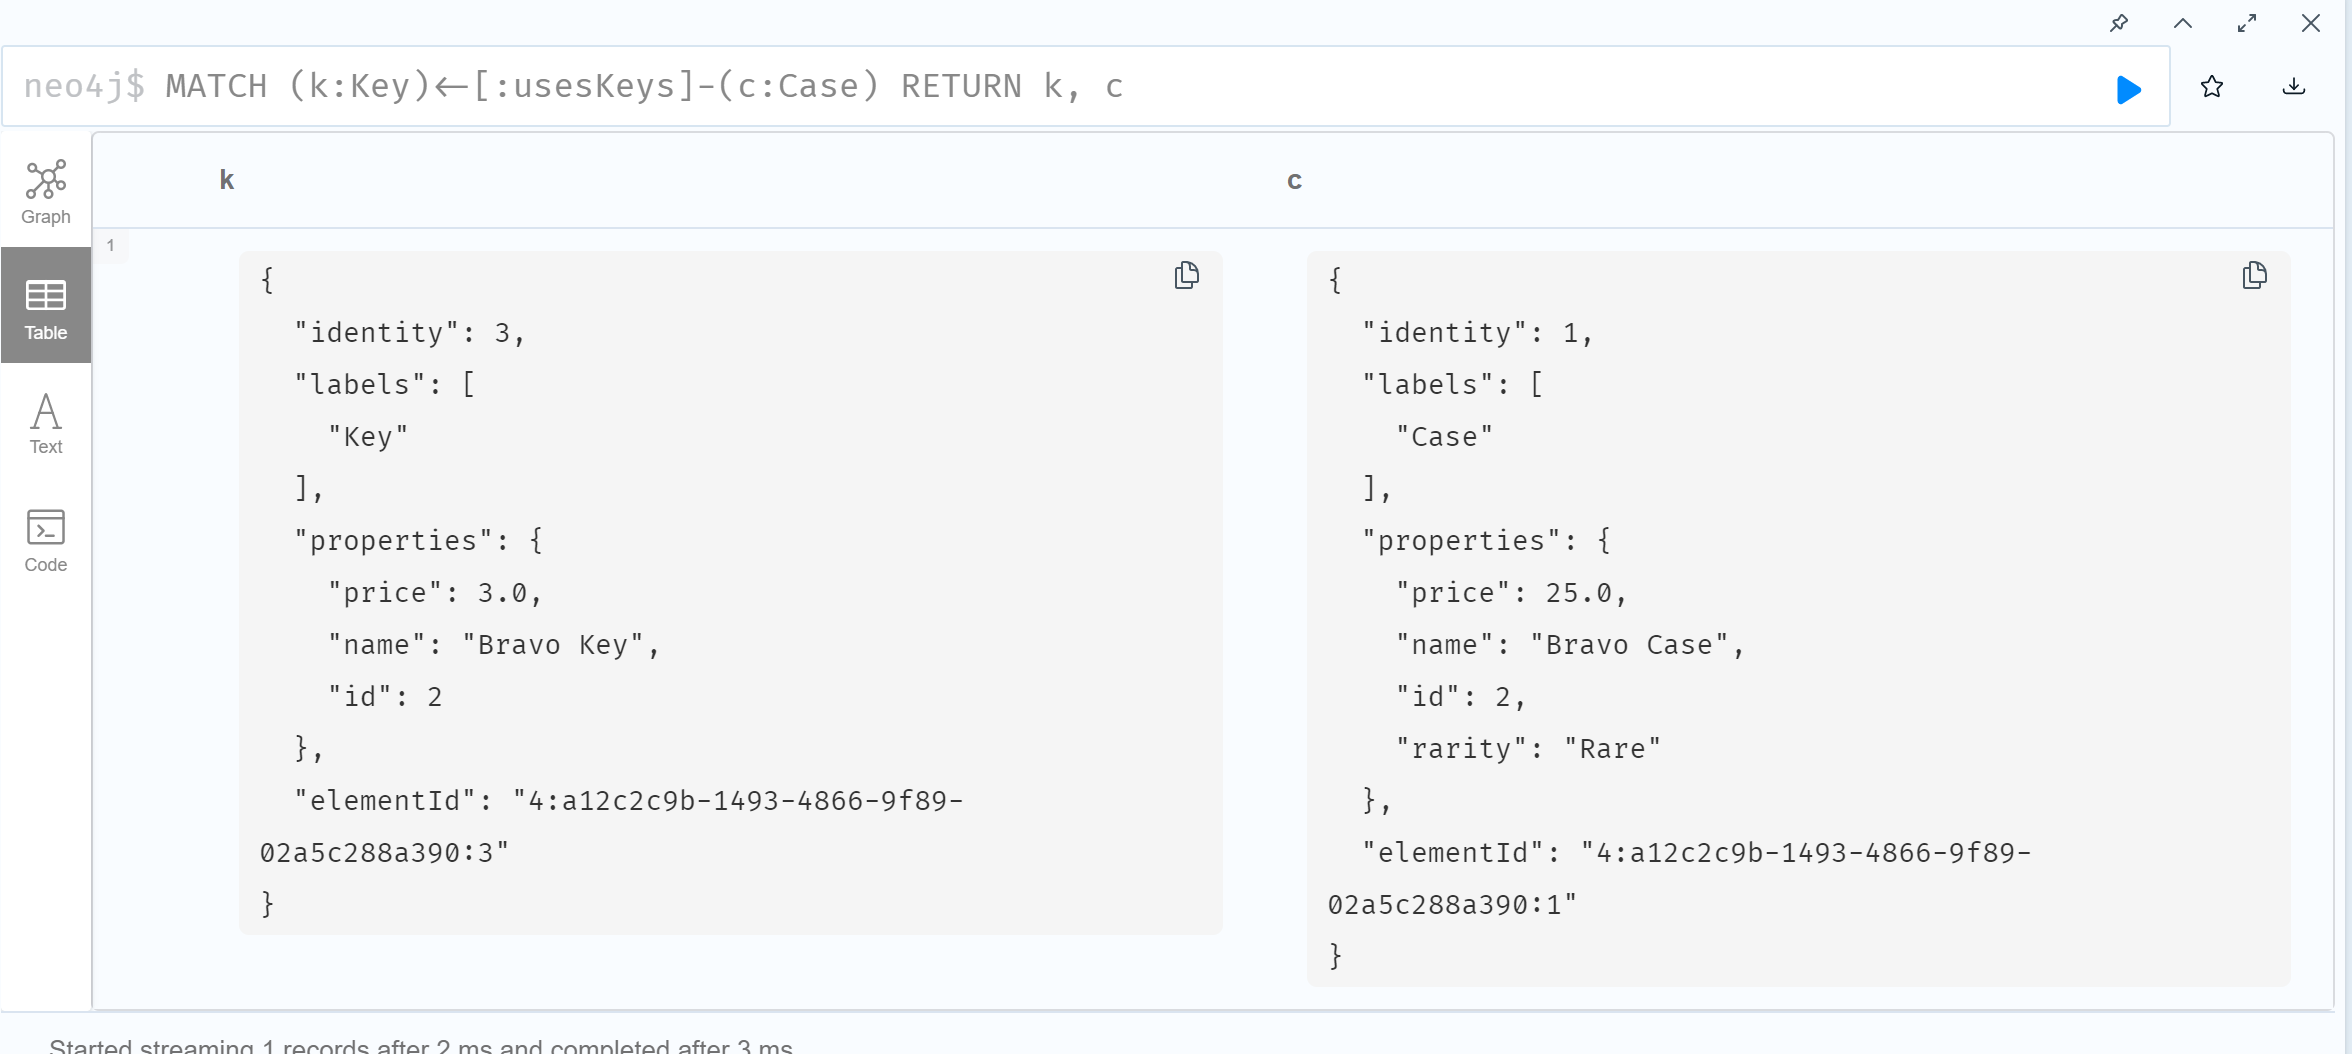 neo4j$ MATCH (k:Key)<-[:usesKeys]-(c:Case) RETURN k, c
Graph
Table
Text
Code
k
c
1
{
"identity": 3,
"labels": [
"Key"
],
"properties": {
"price": 3.0,
"name": "Bravo Key",
"id": 2
},
"elementId": "4:a12c2c9b-1493-4866-9f89-
02a5c288a390:3"
}
{
"identity": 1,
"labels": [
"Case"
],
"properties": {
"price": 25.0,
"name": "Bravo Case",
"id": 2,
"rarity": "Rare"
},
"elementId": "4:a12c2c9b-1493-4866-9f89-
02a5c288a390:1"
}
Started streaming 1 records after 2 ms and completed after 3 ms.